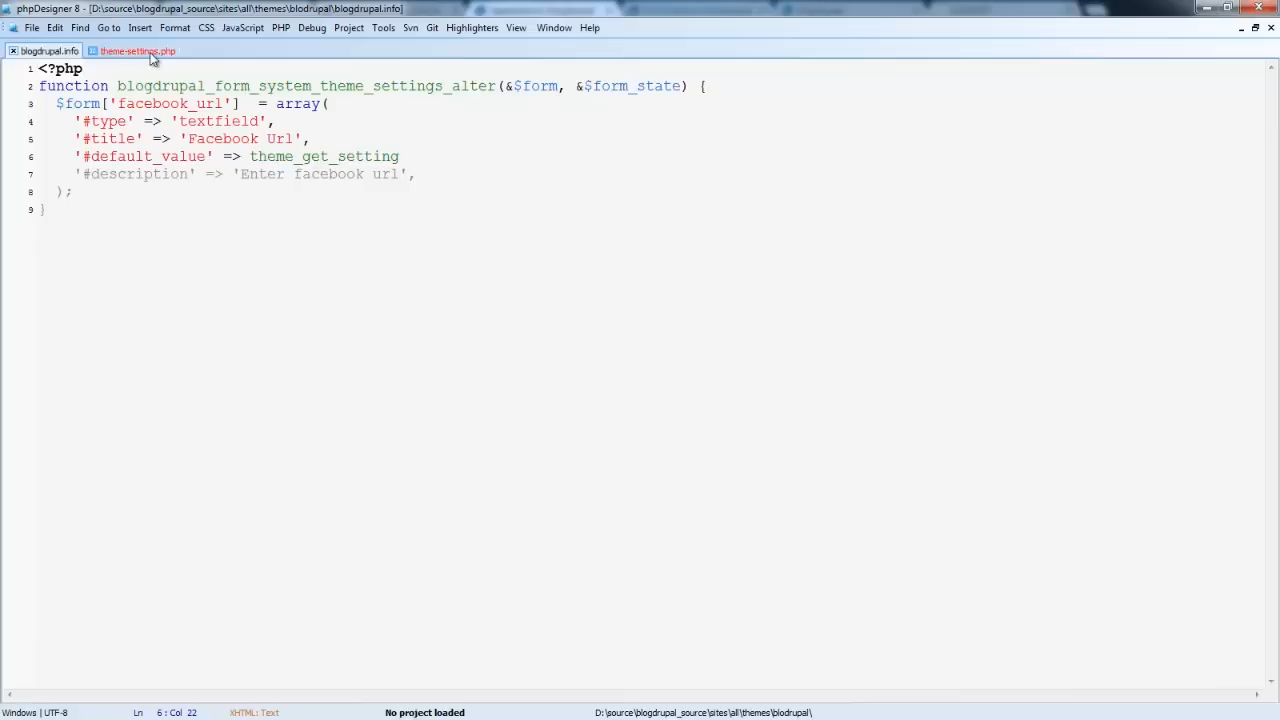 phpDesigner 8 - [D:\source\blogdrupal_source\sites\all\themes\blodrupal\blogdrupal.info]
File Edit Find Go to Insert Format CSS JavaScript PHP Debug Project Tools Svn Git Highlighters View Window Help
blogdrupal.info theme-settings.php
1 <?php
2 function blogdrupal_form_system_theme_settings_alter(&$form, &$form_state) {
3 $form['facebook_url'] = array(
4 '#type' => 'textfield',
5 '#title' => 'Facebook Url',
6 '#default_value' => theme_get_setting
7 '#description' => 'Enter facebook url',
8 );
9 }
Windows | UTF-8 Ln 6 : Col 22 XHTML: Text No project loaded D:\source\blogdrupal_source\sites\all\themes\blodrupal\